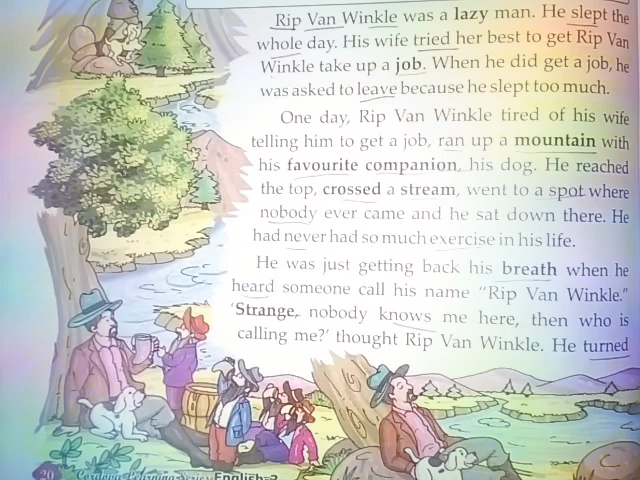 Rip Van Winkle was a lazy man. He slept the
whole day. His wife tried her best to get Rip Van
Winkle take up a job. When he did get a job, he
was asked to leave because he slept too much.
One day, Rip Van Winkle tired of his wife
telling him to get a job, ran up a mountain with
his favourite companion, his dog. He reached
the top, crossed a stream, went to a spot where
nobody ever came and he sat down there. He
had never had so much exercise in his life.
He was just getting back his breath when he
heard someone call his name "Rip Van Winkle."
'Strange, nobody knows me here, then who is
calling me?' thought Rip Van Winkle. He turned
20 Cordova Learning Series English-2